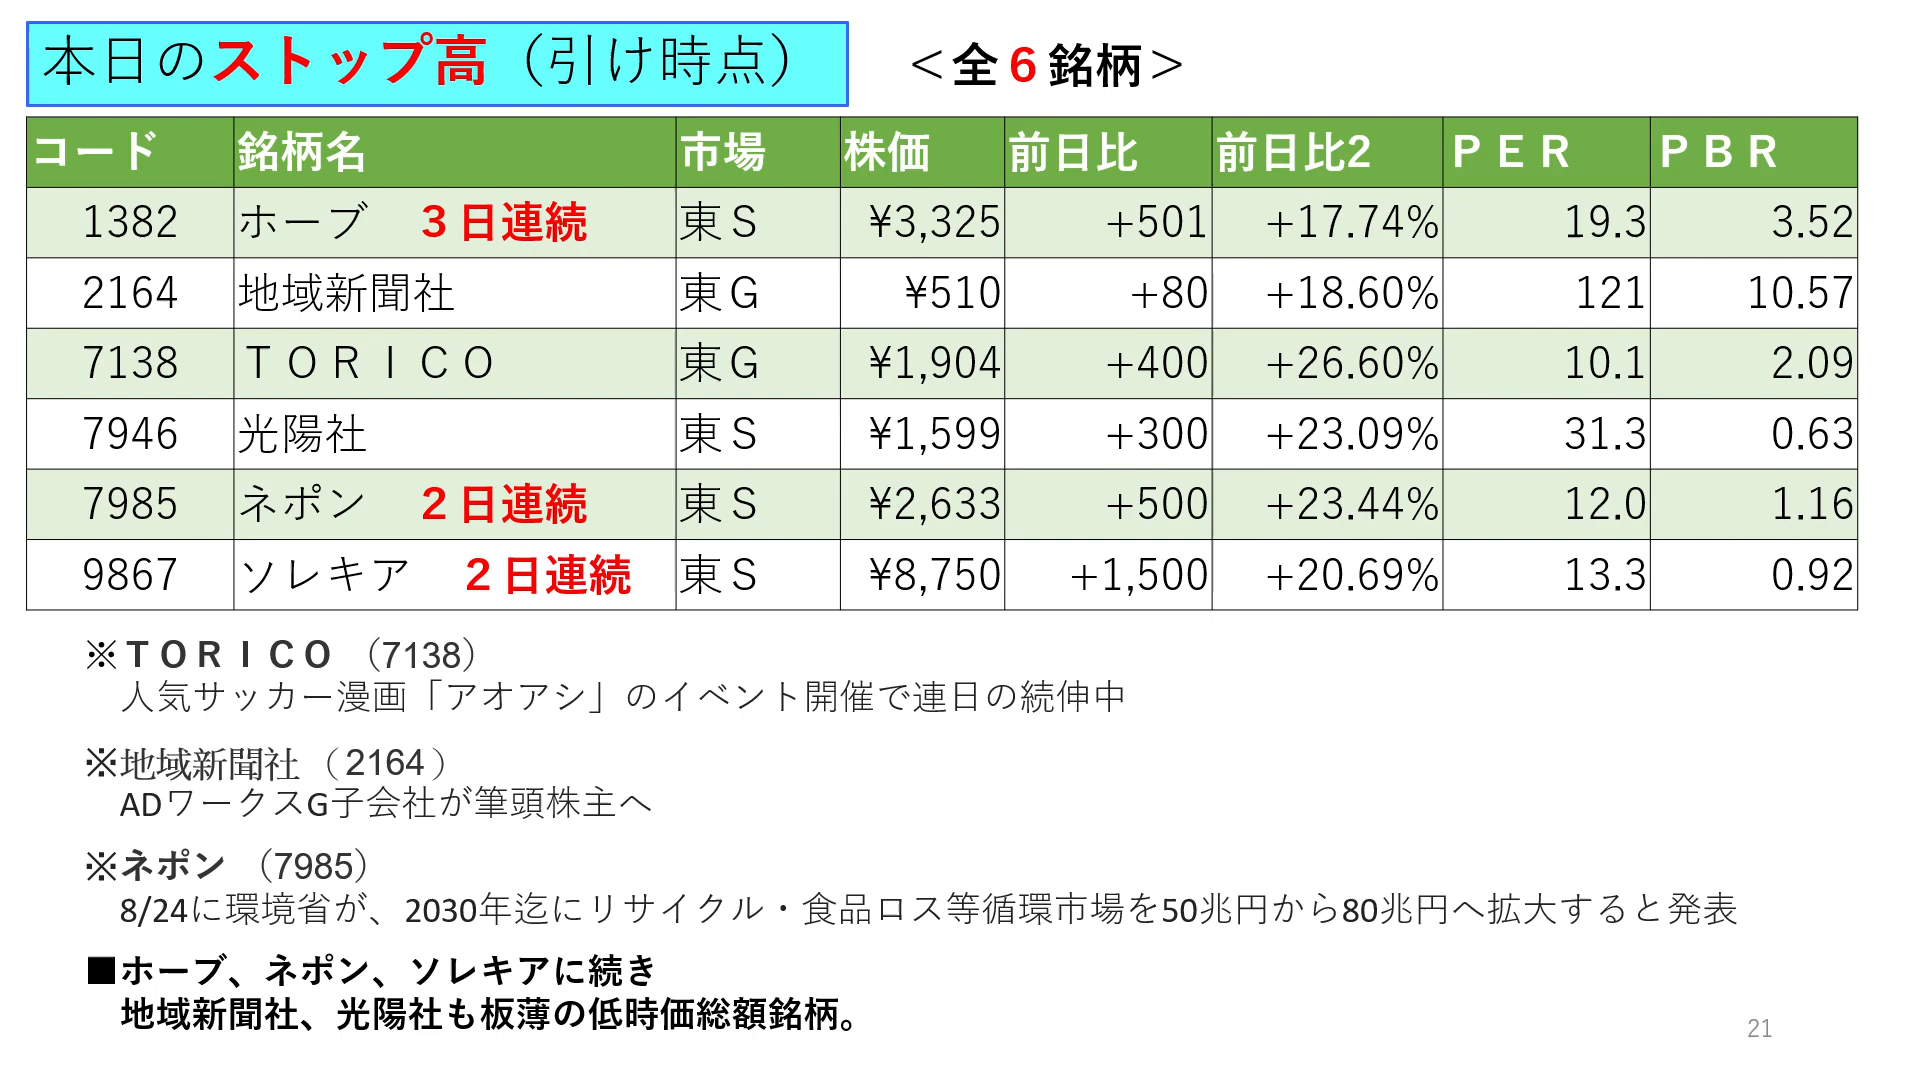 本日のストップ高（引け時点）　＜全６銘柄＞
コード　銘柄名　市場　株価　前日比　前日比2　ＰＥＲ　ＰＢＲ
1382　ホーブ　３日連続　東Ｓ　¥3,325　+501　+17.74%　19.3　3.52
2164　地域新聞社　東Ｇ　¥510　+80　+18.60%　121　10.57
7138　ＴＯＲＩＣＯ　東Ｇ　¥1,904　+400　+26.60%　10.1　2.09
7946　光陽社　東Ｓ　¥1,599　+300　+23.09%　31.3　0.63
7985　ネポン　２日連続　東Ｓ　¥2,633　+500　+23.44%　12.0　1.16
9867　ソレキア　２日連続　東Ｓ　¥8,750　+1,500　+20.69%　13.3　0.92
※ＴＯＲＩＣＯ（7138）
人気サッカー漫画「アオアシ」のイベント開催で連日の続伸中
※地域新聞社（2164）
ADワークスG子会社が筆頭株主へ
※ネポン（7985）
8/24に環境省が、2030年迄にリサイクル・食品ロス等循環市場を50兆円から80兆円へ拡大すると発表
■ホーブ、ネポン、ソレキアに続き
地域新聞社、光陽社も板薄の低時価総額銘柄。
21